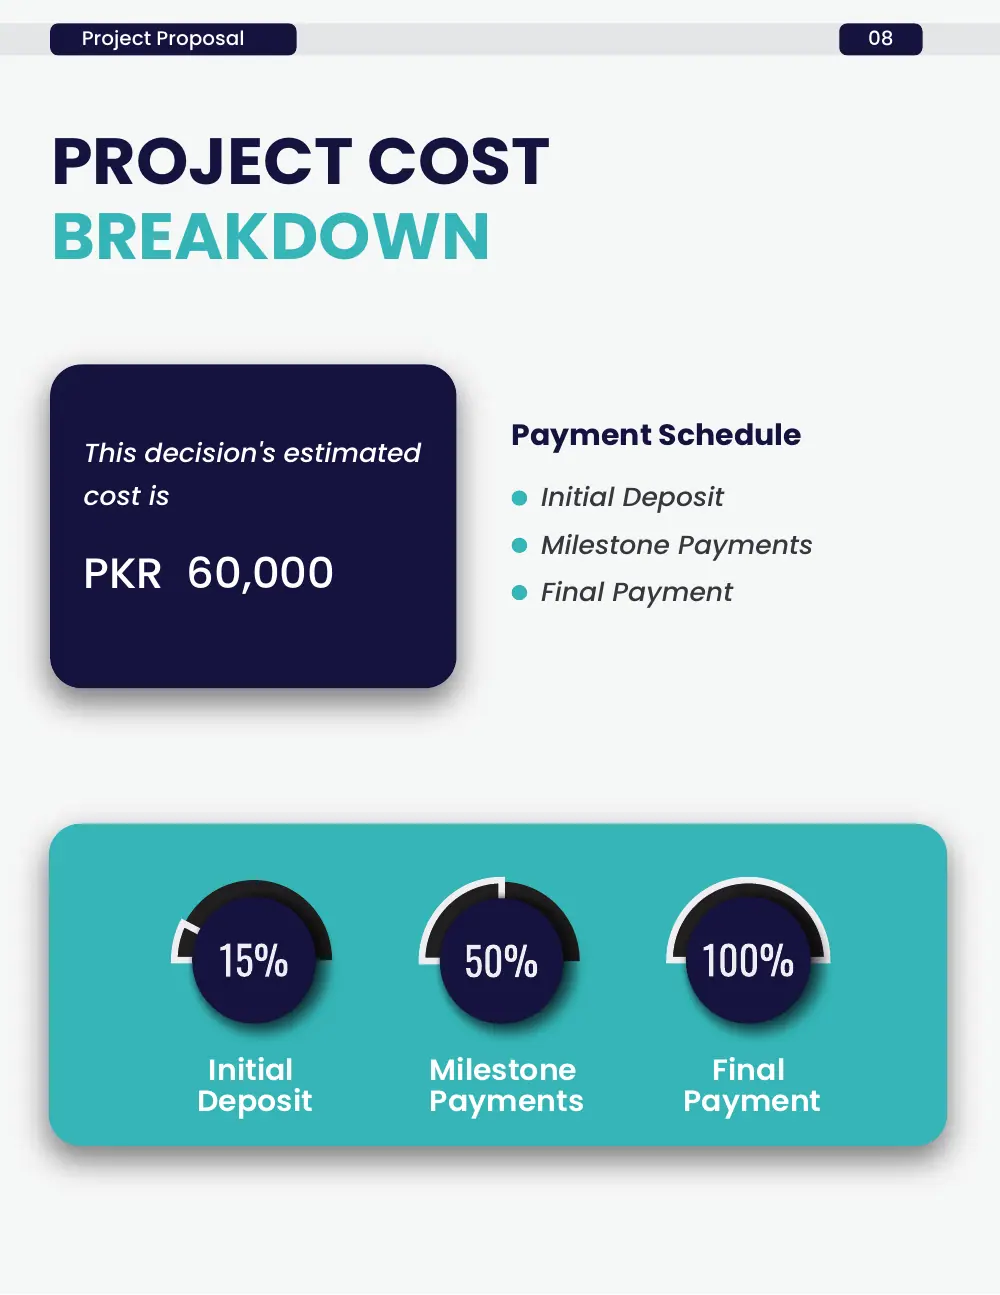 Project Proposal
08
PROJECT COST
BREAKDOWN
This decision's estimated
cost is
PKR 60,000
Payment Schedule
Initial Deposit
Milestone Payments
Final Payment
15%
50%
100%
Initial
Deposit
Milestone
Payments
Final
Payment